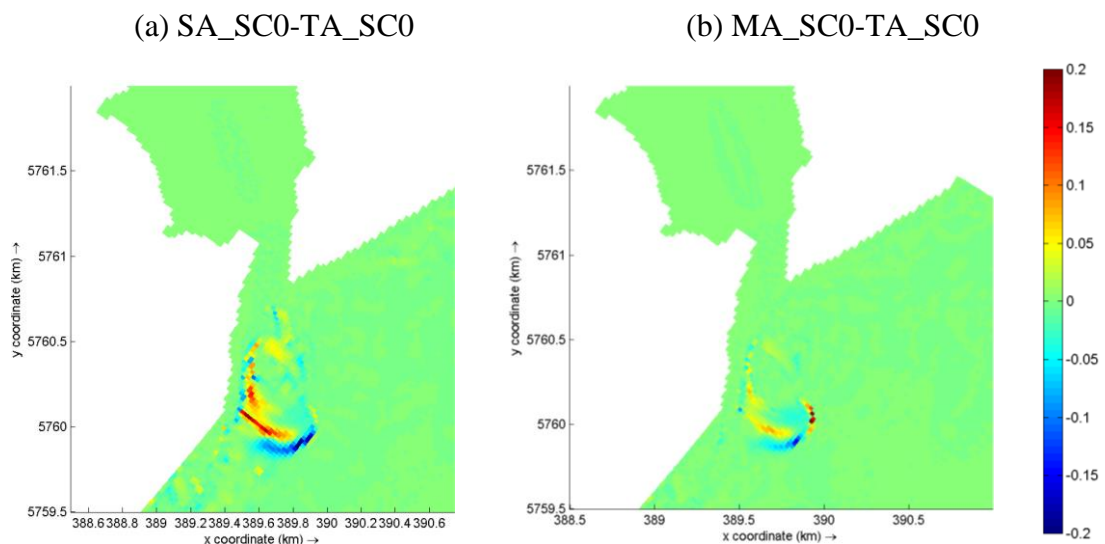 (a) SA_SC0-TA_SC0
(b) MA_SC0-TA_SC0
5761.5
5761
5760.5
5760
5759.5
y coordinate (km) →
388.6 388.8 389 389.2 389.4 389.6 389.8 390 390.2 390.4 390.6
x coordinate (km) →
5761.5
5761
5760.5
5760
5759.5
y coordinate (km) →
388.5 389 389.5 390 390.5
x coordinate (km) →
0.2
0.15
0.1
0.05
0
-0.05
-0.1
-0.15
-0.2